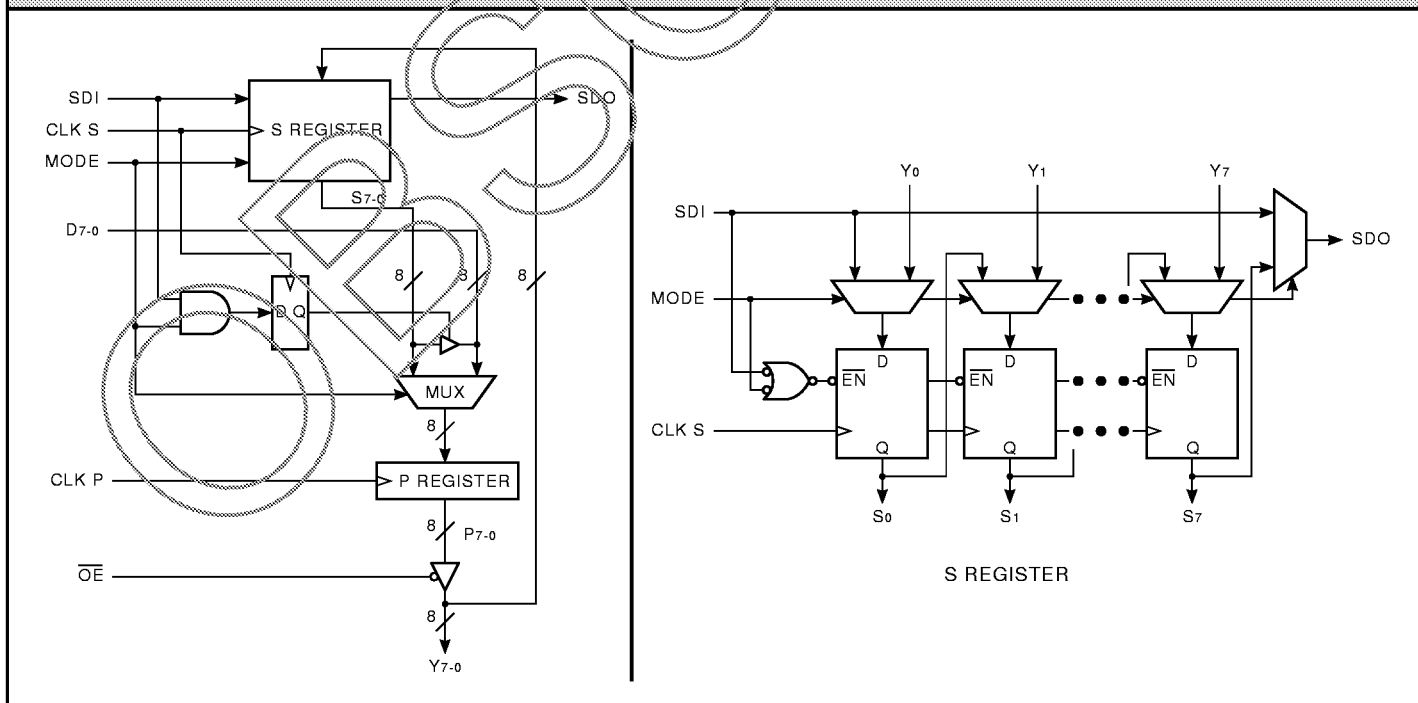 SDI
SDO
CLK S
S REGISTER
MODE
S7-0
D7-0
8 8 8
D Q
MUX
8
CLK P
P REGISTER
8
P7-0
OE
8
Y7-0
Y0 Y1 Y7
SDI
SDO
MODE
D D D
EN EN EN
CLK S
Q Q Q
S0 S1 S7
S REGISTER
OBSO